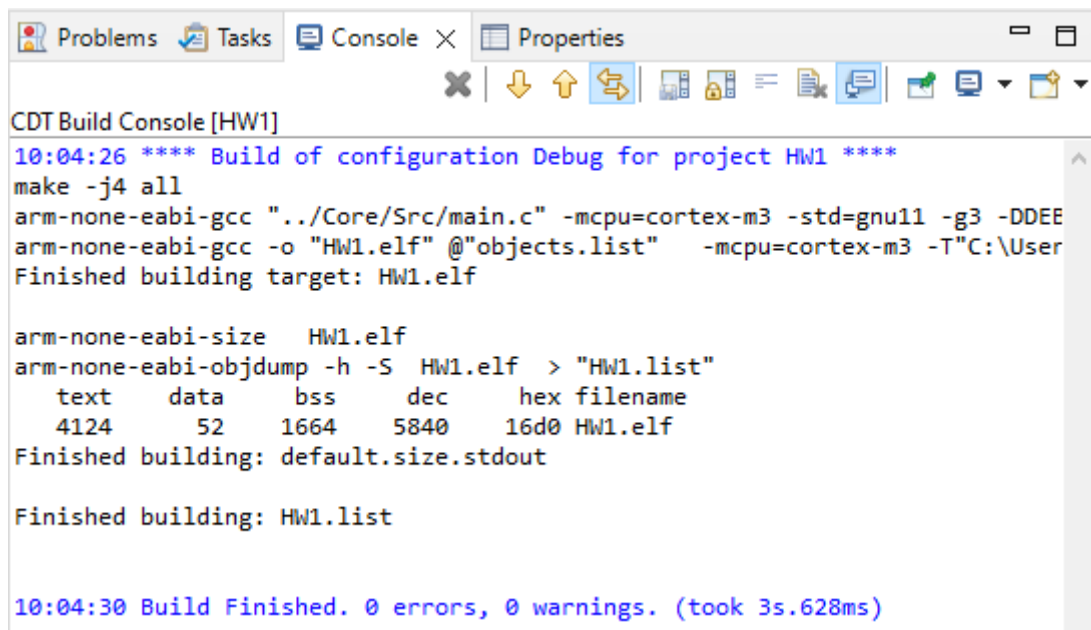 Problems Tasks Console Properties
CDT Build Console [HW1]
10:04:26 **** Build of configuration Debug for project HW1 ****
make -j4 all
arm-none-eabi-gcc "../Core/Src/main.c" -mcpu=cortex-m3 -std=gnu11 -g3 -DDEB
arm-none-eabi-gcc -o "HW1.elf" @"objects.list"   -mcpu=cortex-m3 -T"C:\User
Finished building target: HW1.elf
arm-none-eabi-size   HW1.elf
arm-none-eabi-objdump -h -S  HW1.elf  > "HW1.list"
   text    data     bss     dec     hex filename
   4124      52    1664    5840    16d0 HW1.elf
Finished building: default.size.stdout
Finished building: HW1.list
10:04:30 Build Finished. 0 errors, 0 warnings. (took 3s.628ms)